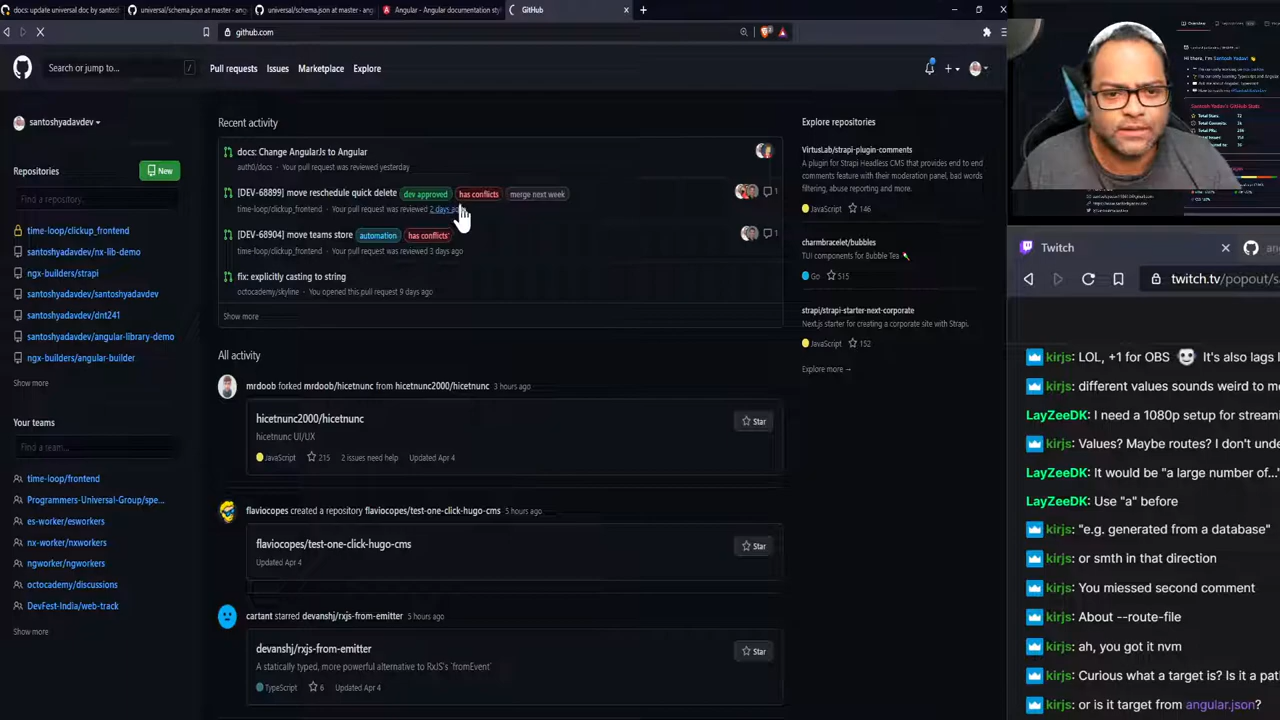 docs: update universal doc by santosh
universal/schema.json at master · ang
universal/schema.json at master · ang
Angular - Angular documentation styl
GitHub
github.com
Search or jump to...
/
Pull requests
Issues
Marketplace
Explore
santoshyadavdev
Repositories
New
Find a repository...
time-loop/clickup_frontend
santoshyadavdev/nx-lib-demo
ngx-builders/strapi
santoshyadavdev/santoshyadavdev
santoshyadavdev/dnt241
santoshyadavdev/angular-library-demo
ngx-builders/angular-builder
Show more
Your teams
Find a team...
time-loop/frontend
Programmers-Universal-Group/spe...
es-worker/esworkers
nx-worker/nxworkers
ngworker/ngworkers
octocademy/discussions
DevFest-India/web-track
Show more
Recent activity
docs: Change AngularJs to Angular
auth0/docs · Your pull request was reviewed yesterday
[DEV-68899] move reschedule quick delete dev approved has conflicts merge next week
1
time-loop/clickup_frontend · Your pull request was reviewed 2 days
[DEV-68904] move teams store automation has conflicts
1
time-loop/clickup_frontend · Your pull request was reviewed 3 days ago
fix: explicitly casting to string
octocademy/skyline · You opened this pull request 9 days ago
Show more
All activity
mrdoob forked mrdoob/hicetnunc from hicetnunc2000/hicetnunc 3 hours ago
hicetnunc2000/hicetnunc
Star
hicetnunc UI/UX
JavaScript 215 2 issues need help Updated Apr 4
flaviocopes created a repository flaviocopes/test-one-click-hugo-cms 5 hours ago
flaviocopes/test-one-click-hugo-cms
Star
Updated Apr 4
cartant starred devanshj/rxjs-from-emitter 5 hours ago
devanshj/rxjs-from-emitter
Star
A statically typed, more powerful alternative to RxJS's `fromEvent`
TypeScript 6 Updated Apr 4
Explore repositories
VirtusLab/strapi-plugin-comments
A plugin for Strapi Headless CMS that provides end to end
comments feature with their moderation panel, bad words
filtering, abuse reporting and more.
JavaScript 146
charmbracelet/bubbles
TUI components for Bubble Tea
Go 515
strapi/strapi-starter-next-corporate
Next.js starter for creating a corporate site with Strapi.
JavaScript 152
Explore more →
Overview
Hi there, I'm Santosh Yadav
Santosh Yadav's GitHub Stats
Twitch
twitch.tv/popout/s
kirjs: LOL, +1 for OBS It's also lags l
kirjs: different values sounds weird to m
LayZeeDK: I need a 1080p setup for streami
kirjs: Values? Maybe routes? I don't unde
LayZeeDK: It would be "a large number of..."
LayZeeDK: Use "a" before
kirjs: "e.g. generated from a database"
kirjs: or smth in that direction
kirjs: You miessed second comment
kirjs: About --route-file
kirjs: ah, you got it nvm
kirjs: Curious what a target is? Is it a pat
kirjs: or is it target from angular.json?